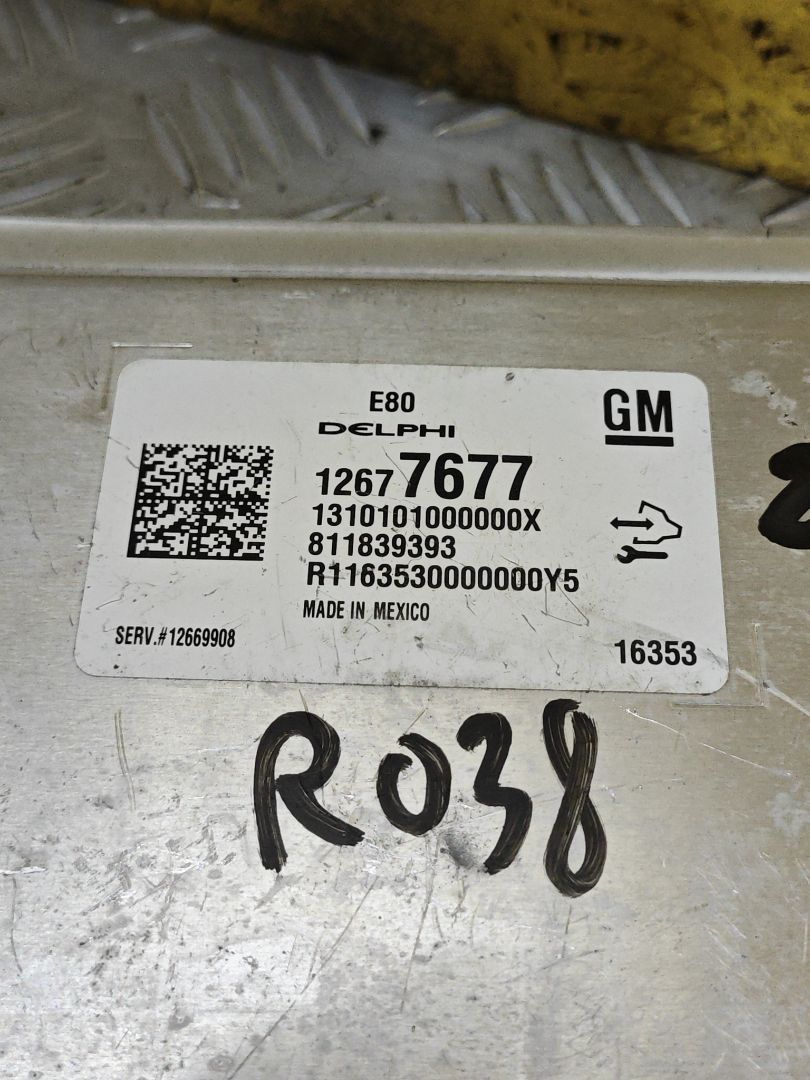 E80
GM
DELPHI
12677677
1310101000000X
811839393
R1163530000000Y5
MADE IN MEXICO
SERV.#12669908
16353
R038